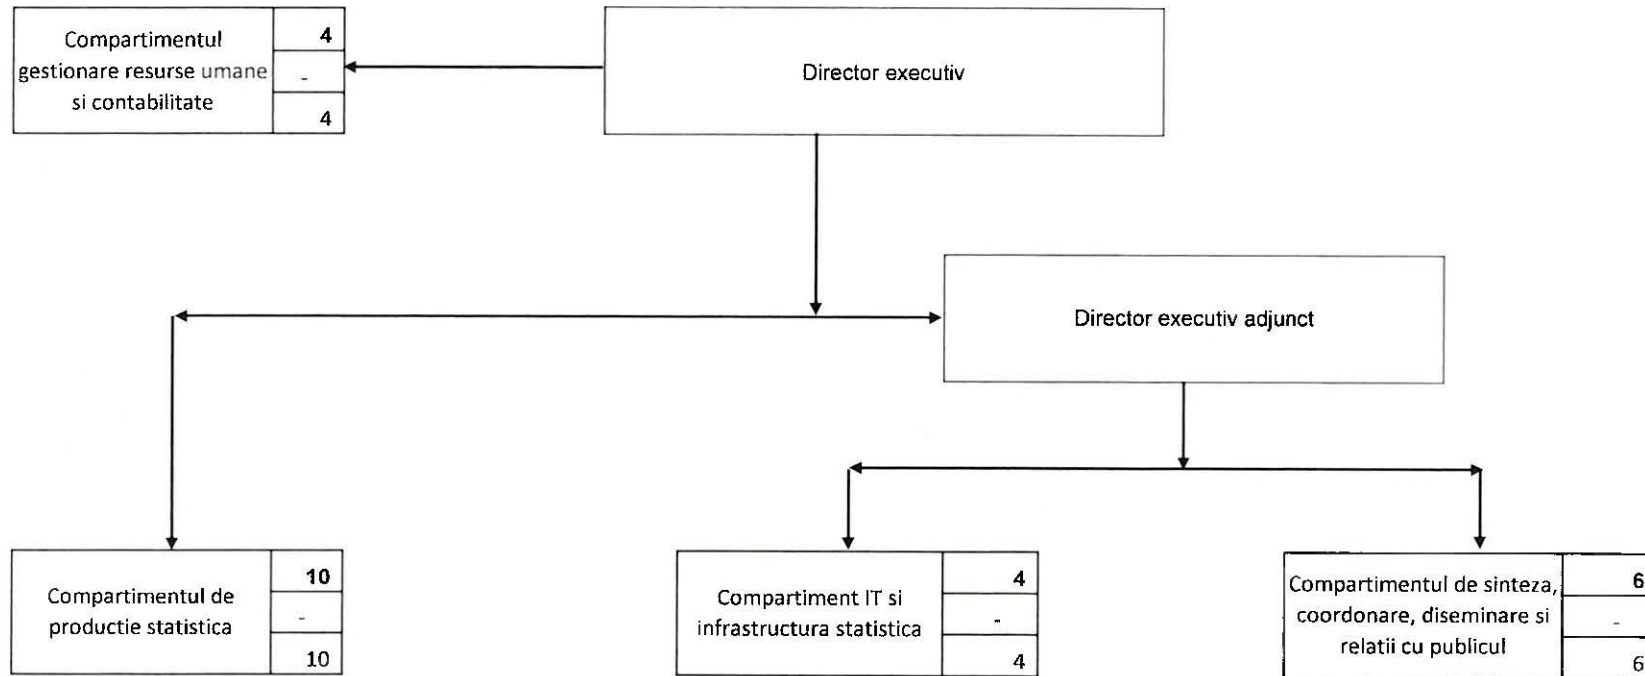 Compartimentul
gestionare resurse umane
si contabilitate
4
-
4
Director executiv
Director executiv adjunct
Compartimentul de
productie statistica
10
-
10
Compartiment IT si
infrastructura statistica
4
-
4
Compartimentul de sinteza,
coordonare, diseminare si
relatii cu publicul
6
-
6